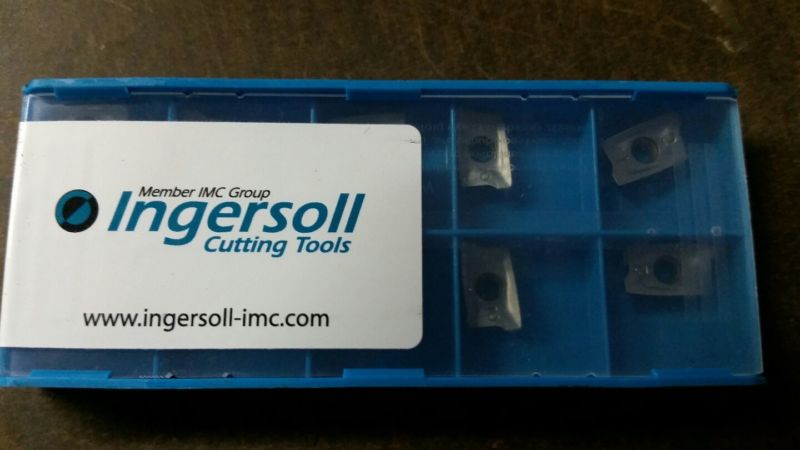 Member IMC Group
Ingersoll
Cutting Tools
www.ingersoll-imc.com